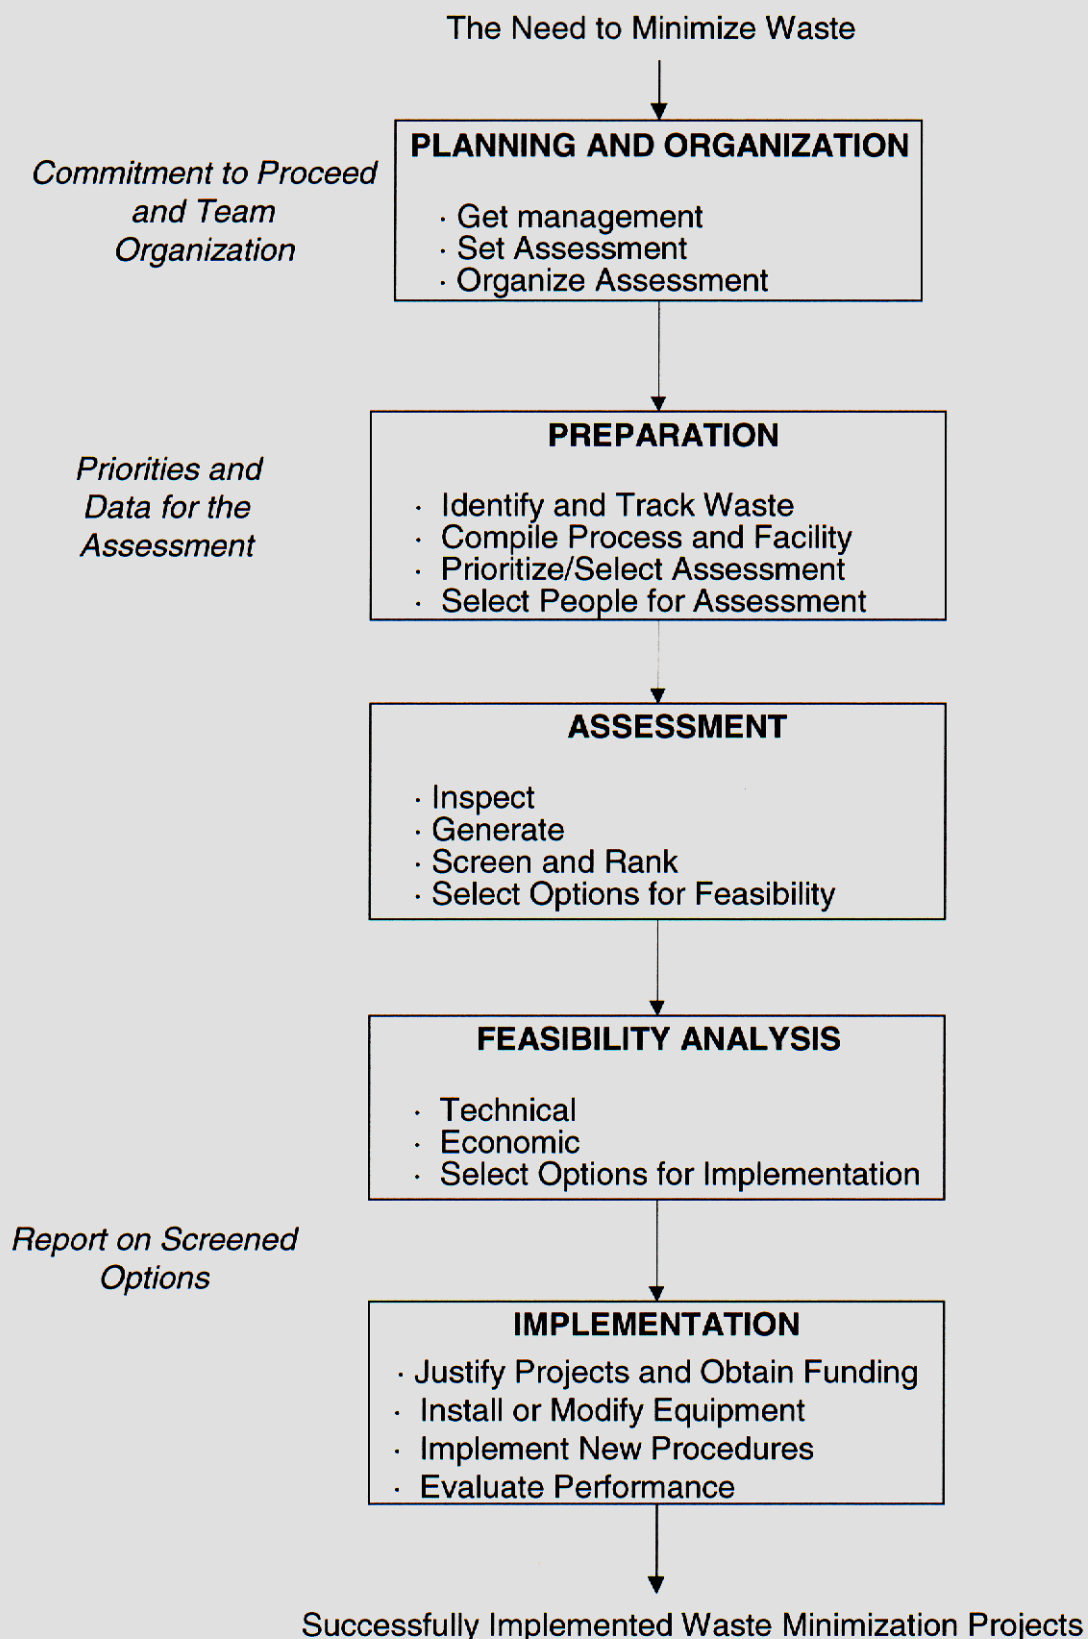 The Need to Minimize Waste
PLANNING AND ORGANIZATION
Commitment to Proceed
and Team
Organization
· Get management
· Set Assessment
· Organize Assessment
PREPARATION
Priorities and
Data for the
Assessment
· Identify and Track Waste
· Compile Process and Facility
· Prioritize/Select Assessment
· Select People for Assessment
ASSESSMENT
· Inspect
· Generate
· Screen and Rank
· Select Options for Feasibility
FEASIBILITY ANALYSIS
· Technical
· Economic
· Select Options for Implementation
Report on Screened
Options
IMPLEMENTATION
· Justify Projects and Obtain Funding
· Install or Modify Equipment
· Implement New Procedures
· Evaluate Performance
Successfully Implemented Waste Minimization Projects